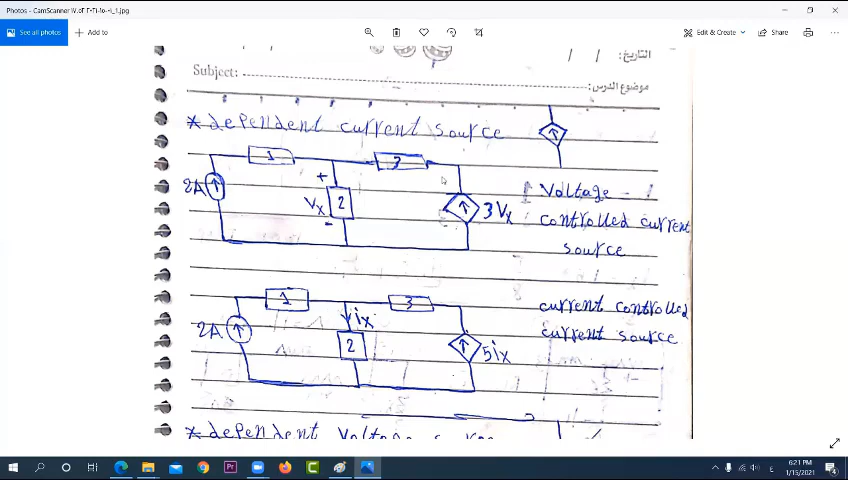 Photos - CamScanner
See all photos
Add to
Edit & Create
Share
التاريخ: / /
Subject:
موضوع الدرس:
* dependent current source
1
3
2A
+
Vx
-
2
3Vx
Voltage
controlled current
source
1
3
2A
ix
2
5ix
current controlled
current source
* dependent Voltage
6:21 PM
1/15/2021